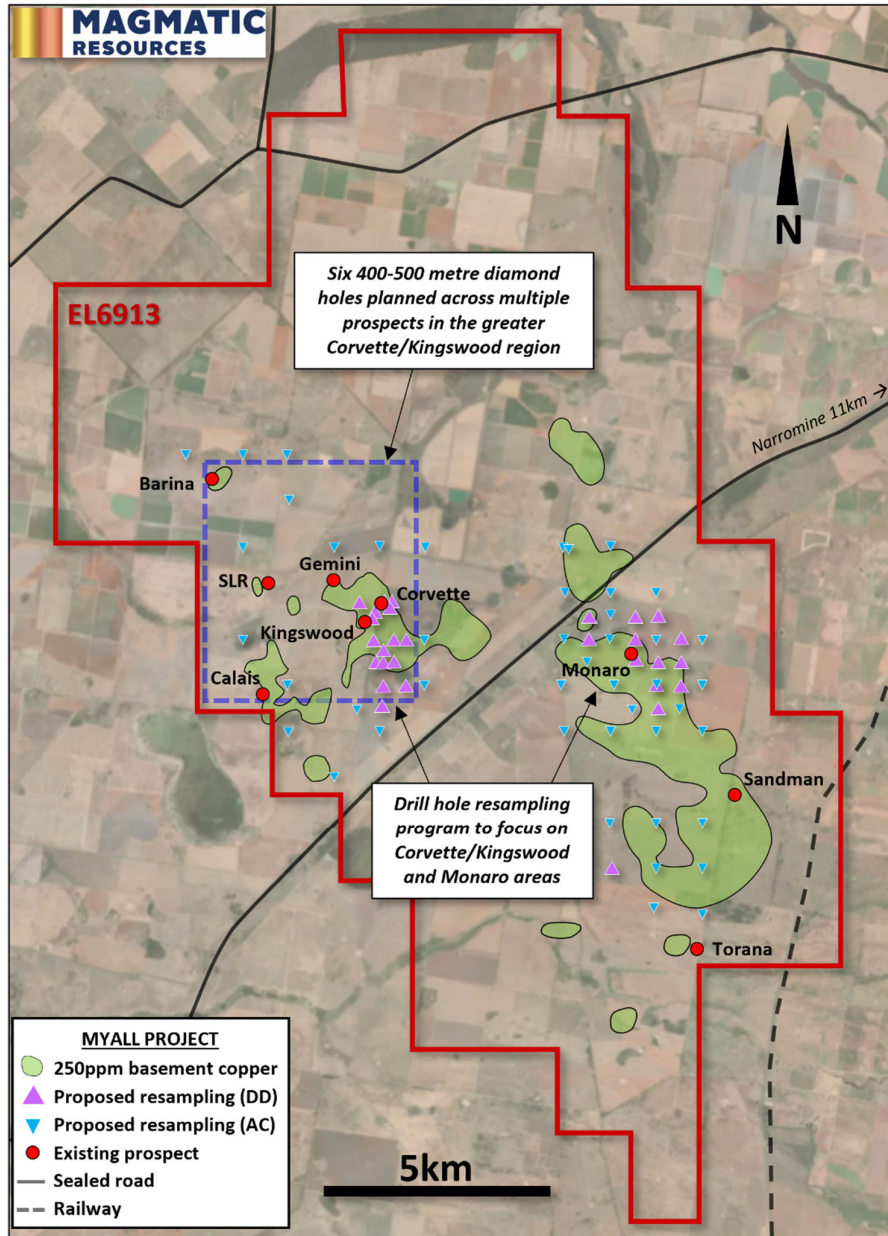 MAGMATIC
RESOURCES
N
Six 400-500 metre diamond
holes planned across multiple
prospects in the greater
Corvette/Kingswood region
EL6913
Narromine 11km →
Barina
Gemini
SLR
Corvette
Kingswood
Monaro
Calais
Sandman
Drill hole resampling
program to focus on
Corvette/Kingswood
and Monaro areas
Torana
MYALL PROJECT
250ppm basement copper
Proposed resampling (DD)
Proposed resampling (AC)
Existing prospect
Sealed road
Railway
5km